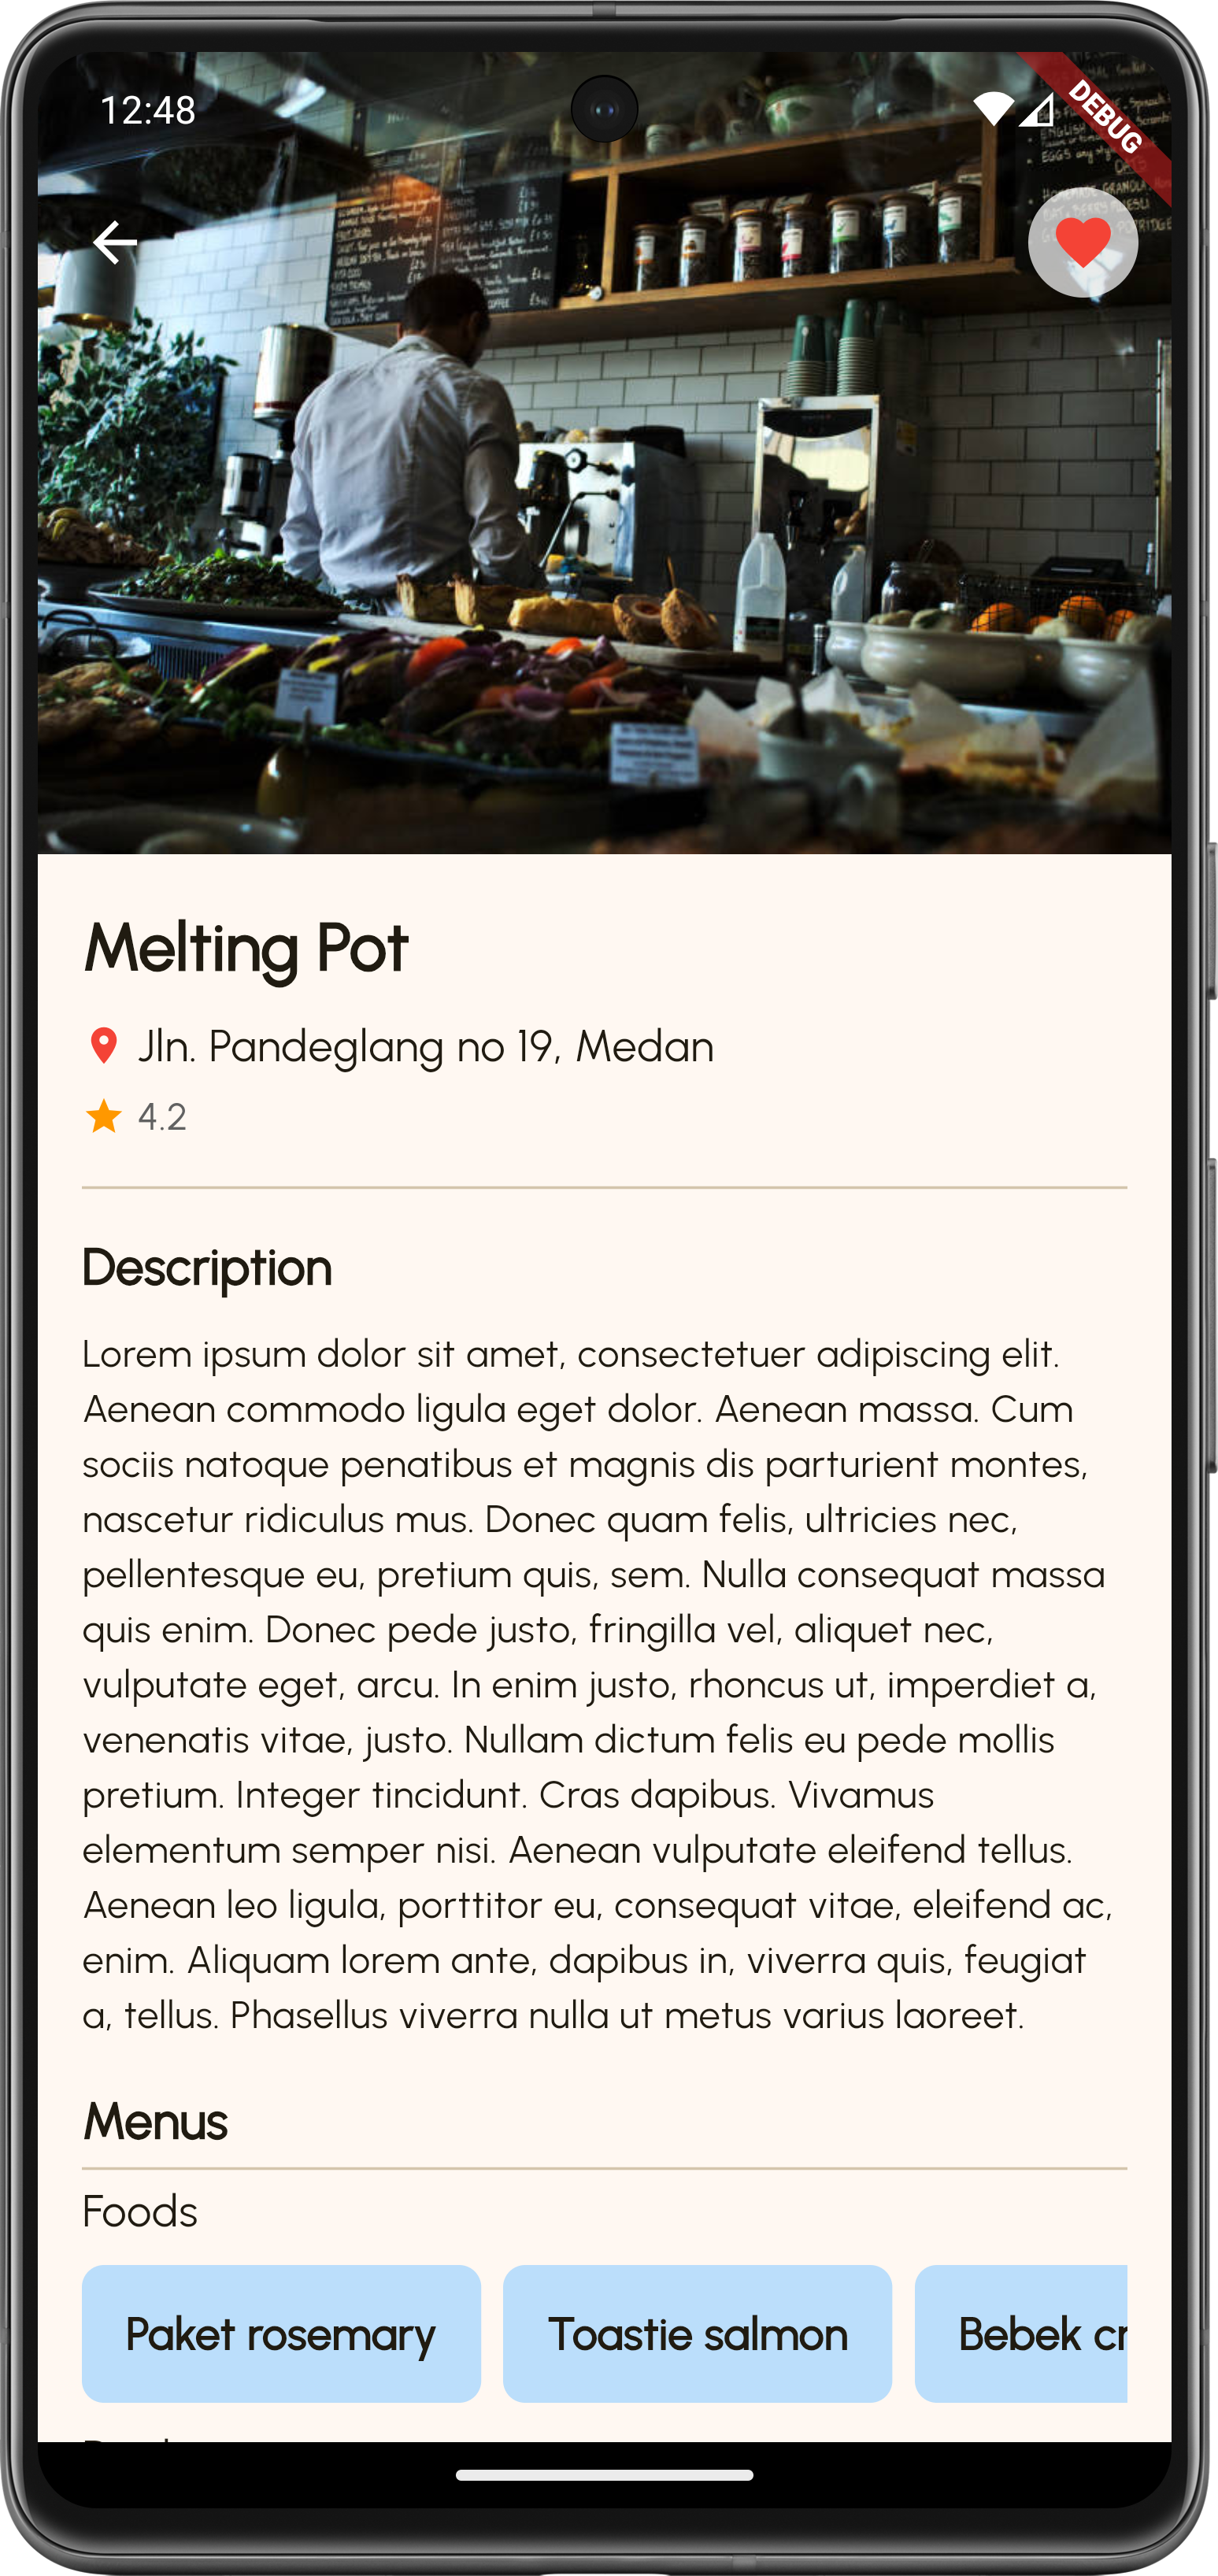 12:48
DEBUG
Melting Pot
Jln. Pandeglang no 19, Medan
4.2
Description
Lorem ipsum dolor sit amet, consectetuer adipiscing elit.
Aenean commodo ligula eget dolor. Aenean massa. Cum
sociis natoque penatibus et magnis dis parturient montes,
nascetur ridiculus mus. Donec quam felis, ultricies nec,
pellentesque eu, pretium quis, sem. Nulla consequat massa
quis enim. Donec pede justo, fringilla vel, aliquet nec,
vulputate eget, arcu. In enim justo, rhoncus ut, imperdiet a,
venenatis vitae, justo. Nullam dictum felis eu pede mollis
pretium. Integer tincidunt. Cras dapibus. Vivamus
elementum semper nisi. Aenean vulputate eleifend tellus.
Aenean leo ligula, porttitor eu, consequat vitae, eleifend ac,
enim. Aliquam lorem ante, dapibus in, viverra quis, feugiat
a, tellus. Phasellus viverra nulla ut metus varius laoreet.
Menus
Foods
Paket rosemary Toastie salmon Bebek cr